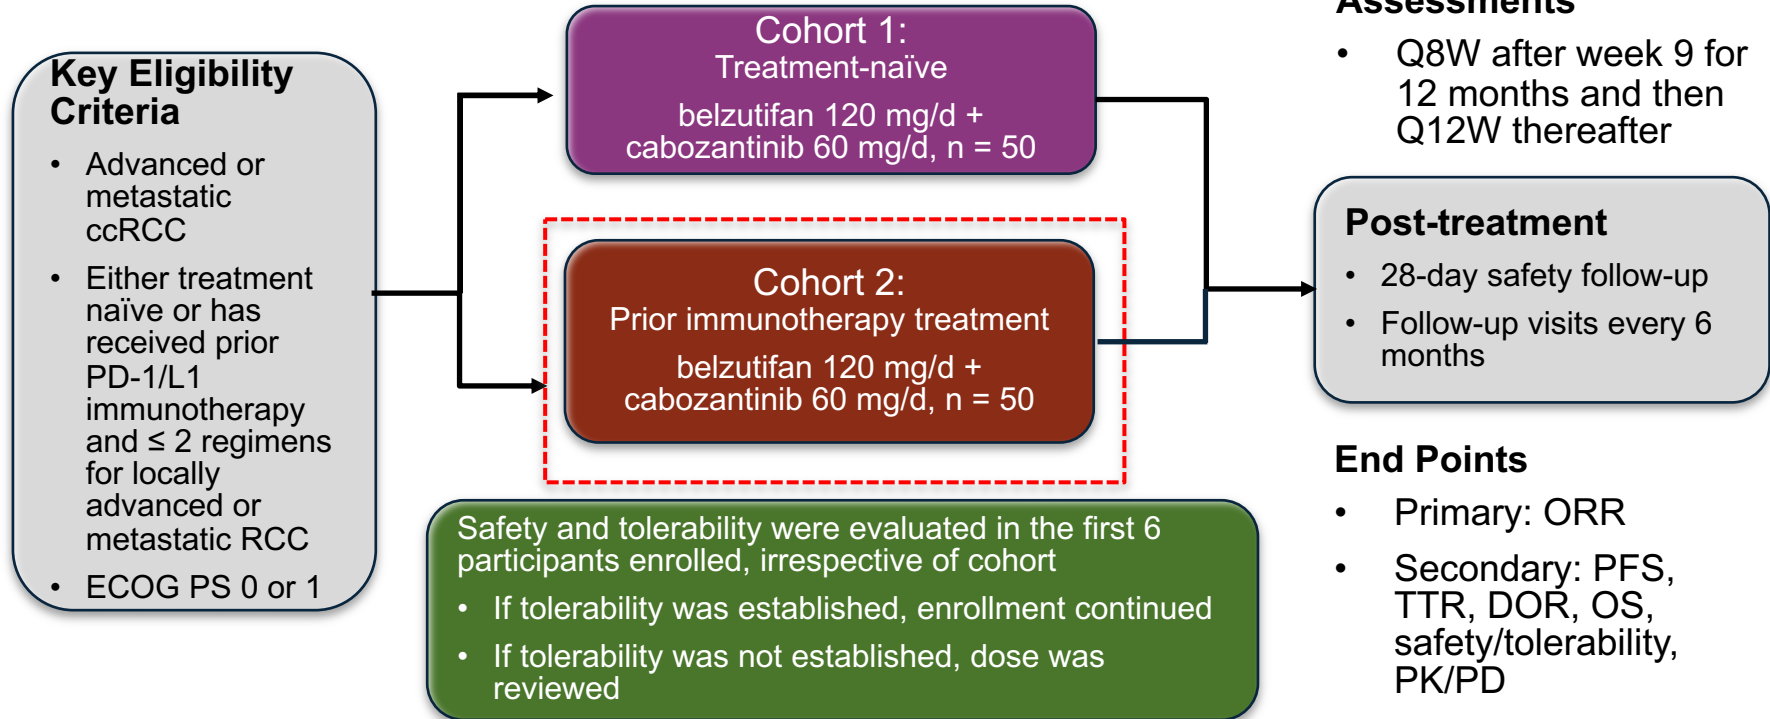 Key Eligibility
Criteria
• Advanced or
metastatic
ccRCC
• Either treatment
naïve or has
received prior
PD-1/L1
immunotherapy
and ≤ 2 regimens
for locally
advanced or
metastatic RCC
• ECOG PS 0 or 1
Cohort 1:
Treatment-naïve
belzutifan 120 mg/d +
cabozantinib 60 mg/d, n = 50
Cohort 2:
Prior immunotherapy treatment
belzutifan 120 mg/d +
cabozantinib 60 mg/d, n = 50
Safety and tolerability were evaluated in the first 6
participants enrolled, irrespective of cohort
• If tolerability was established, enrollment continued
• If tolerability was not established, dose was
reviewed
Assessments
• Q8W after week 9 for
12 months and then
Q12W thereafter
Post-treatment
• 28-day safety follow-up
• Follow-up visits every 6
months
End Points
• Primary: ORR
• Secondary: PFS,
TTR, DOR, OS,
safety/tolerability,
PK/PD